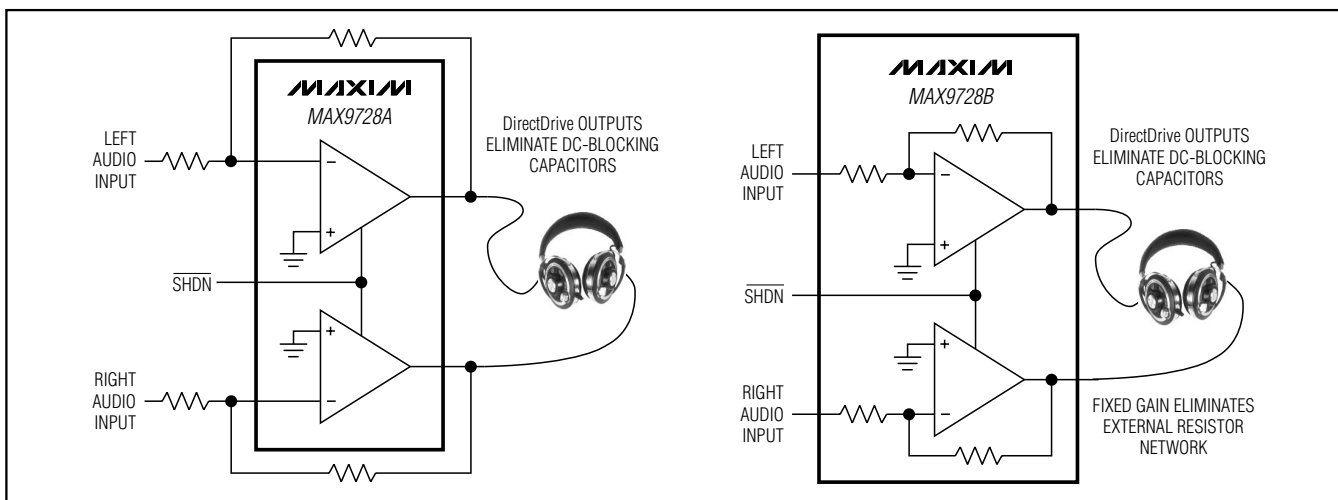 MAXIM
MAX9728A
LEFT
AUDIO
INPUT
−
+
SHDN
+
−
RIGHT
AUDIO
INPUT
DirectDrive OUTPUTS
ELIMINATE DC-BLOCKING
CAPACITORS
MAXIM
MAX9728B
LEFT
AUDIO
INPUT
−
+
SHDN
+
−
RIGHT
AUDIO
INPUT
DirectDrive OUTPUTS
ELIMINATE DC-BLOCKING
CAPACITORS
FIXED GAIN ELIMINATES
EXTERNAL RESISTOR
NETWORK